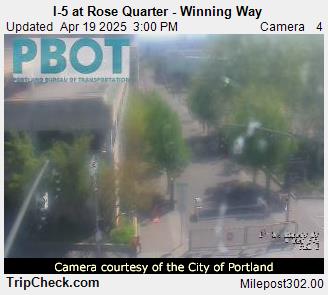 I-5 at Rose Quarter - Winning Way
Updated Apr 19 2025 3:00 PM Camera 4
PBOT
PORTLAND BUREAU OF TRANSPORTATION
Camera courtesy of the City of Portland
TripCheck.com Milepost302.00